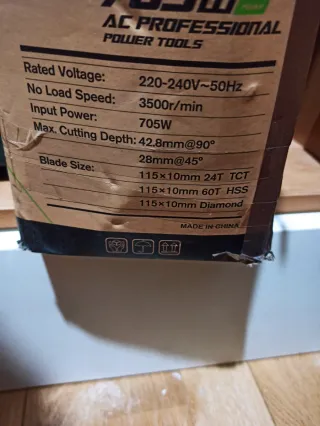 705W
AC PROFESSIONAL
POWER TOOLS
Rated Voltage: 220-240V~50Hz
No Load Speed: 3500r/min
Input Power: 705W
Max. Cutting Depth: 42.8mm@90°
28mm@45°
Blade Size: 115×10mm 24T TCT
115×10mm 60T HSS
115×10mm Diamond
MADE IN CHINA